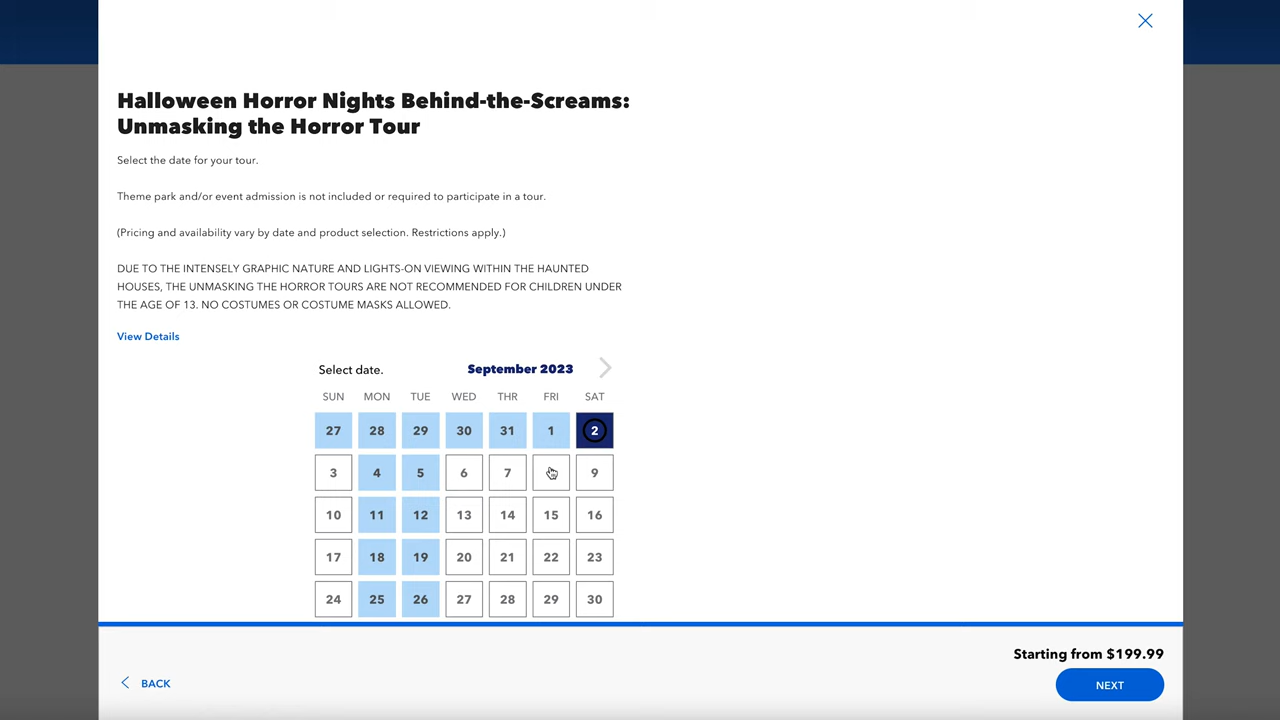 Halloween Horror Nights Behind-the-Screams:
Unmasking the Horror Tour
Select the date for your tour.
Theme park and/or event admission is not included or required to participate in a tour.
(Pricing and availability vary by date and product selection. Restrictions apply.)
DUE TO THE INTENSELY GRAPHIC NATURE AND LIGHTS-ON VIEWING WITHIN THE HAUNTED
HOUSES, THE UNMASKING THE HORROR TOURS ARE NOT RECOMMENDED FOR CHILDREN UNDER
THE AGE OF 13. NO COSTUMES OR COSTUME MASKS ALLOWED.
View Details
Select date. September 2023
SUN MON TUE WED THR FRI SAT
27 28 29 30 31 1 2
3 4 5 6 7 9
10 11 12 13 14 15 16
17 18 19 20 21 22 23
24 25 26 27 28 29 30
Starting from $199.99
BACK
NEXT